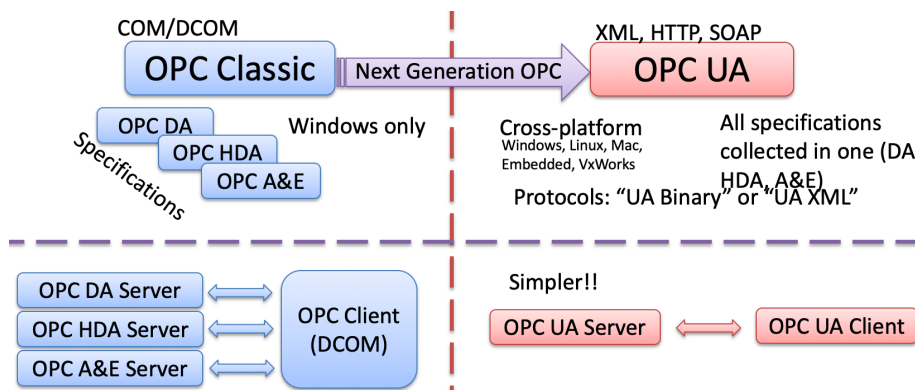 COM/DCOM
OPC Classic
Next Generation OPC
XML, HTTP, SOAP
OPC UA
OPC DA
OPC HDA
OPC A&E
Specifications
Windows only
Cross-platform
Windows, Linux, Mac,
Embedded, VxWorks
All specifications
collected in one (DA
HDA, A&E)
Protocols: “UA Binary” or “UA XML”
OPC DA Server
OPC HDA Server
OPC A&E Server
OPC Client
(DCOM)
Simpler!!
OPC UA Server
OPC UA Client